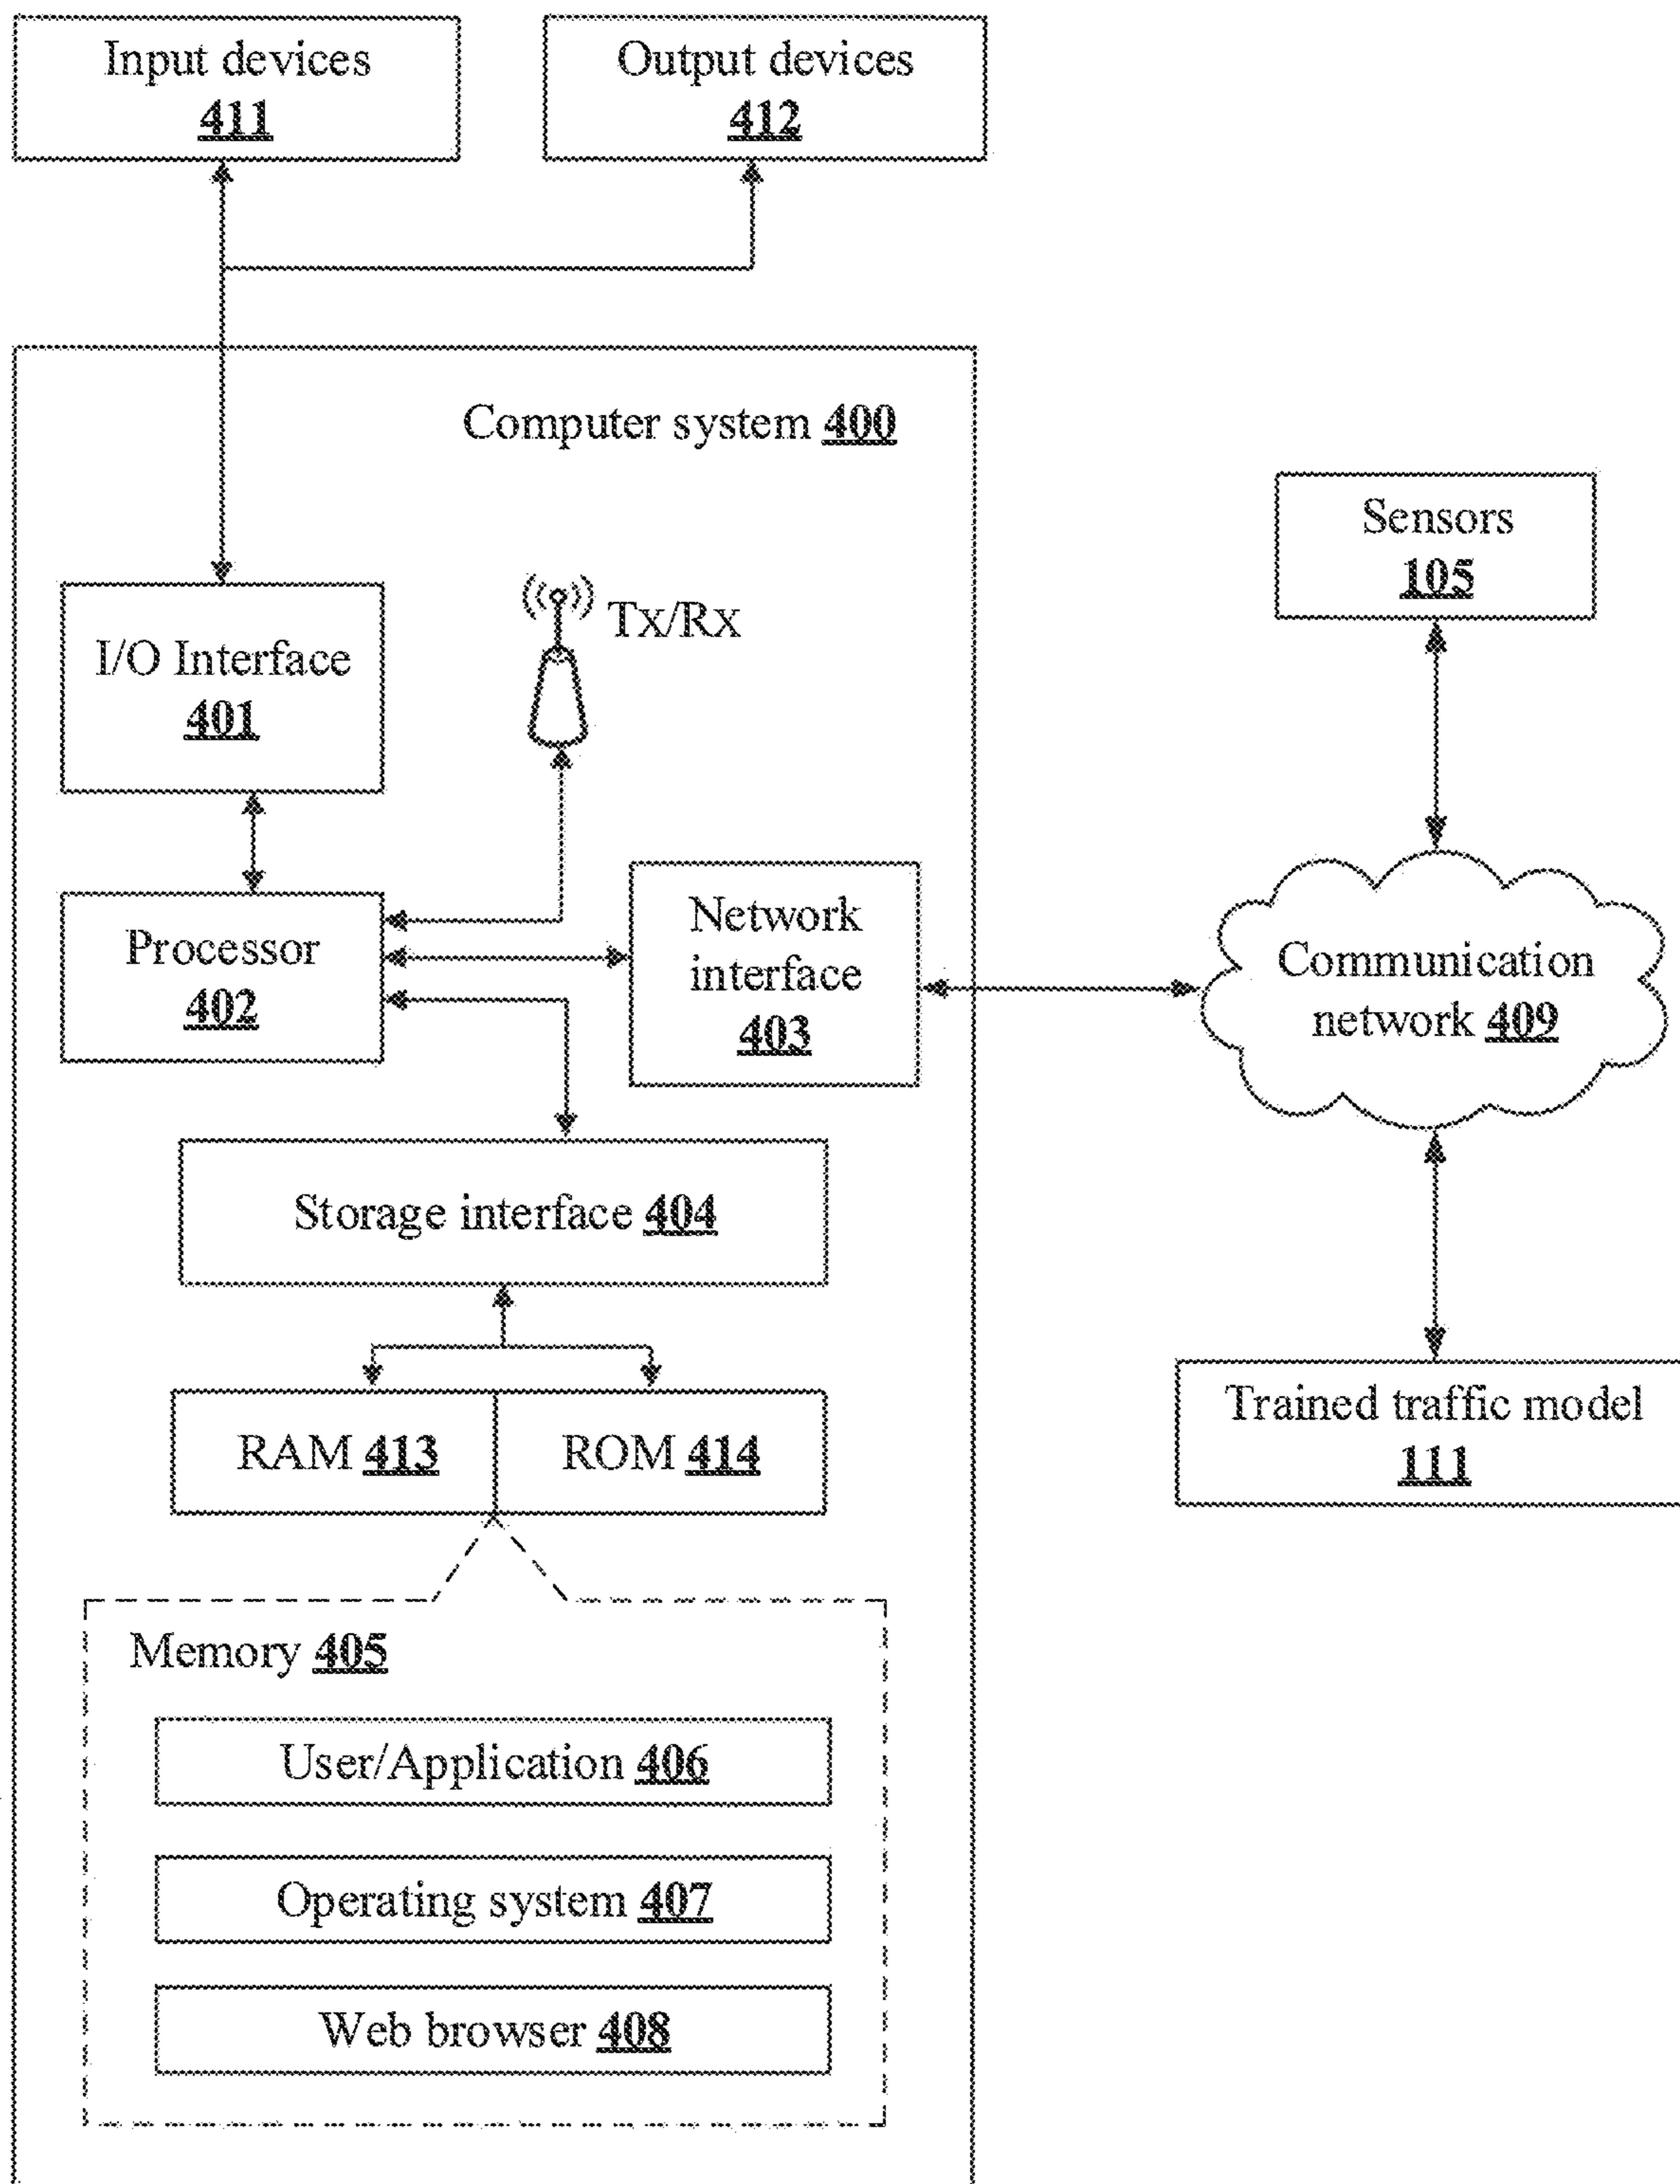 Input devices
411
Output devices
412
Computer system 400
I/O Interface
401
Tx/Rx
Processor
402
Network
interface
403
Storage interface 404
RAM 413
ROM 414
Memory 405
User/Application 406
Operating system 407
Web browser 408
Sensors
105
Communication
network 409
Trained traffic model
111